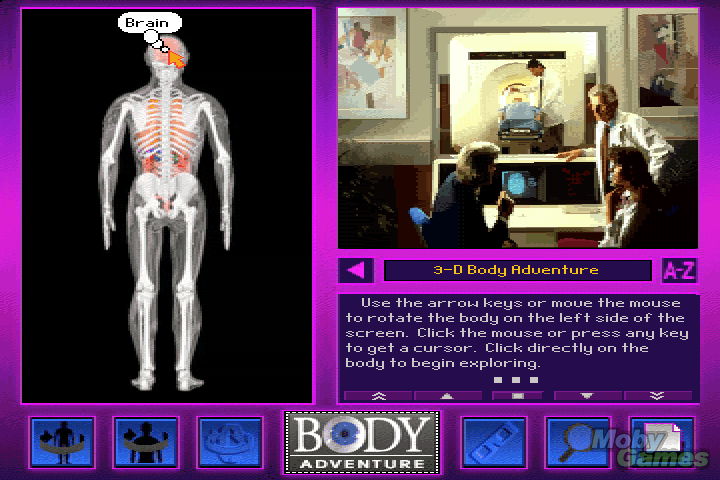 Brain
3-D Body Adventure
A-Z
Use the arrow keys or move the mouse
to rotate the body on the left side of the
screen. Click the mouse or press any key
to get a cursor. Click directly on the
body to begin exploring.
BODY
ADVENTURE
Moby
Games